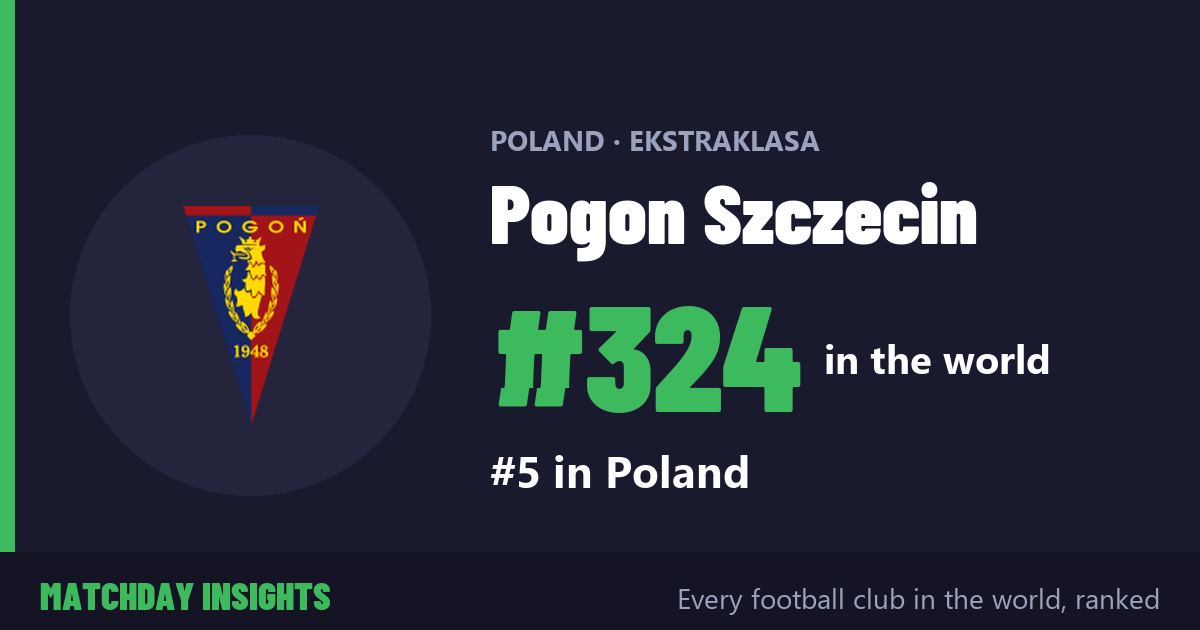 POLAND · EKSTRAKLASA
Pogon Szczecin
POGOŃ
1948
#324 in the world
#5 in Poland
MATCHDAY INSIGHTS
Every football club in the world, ranked